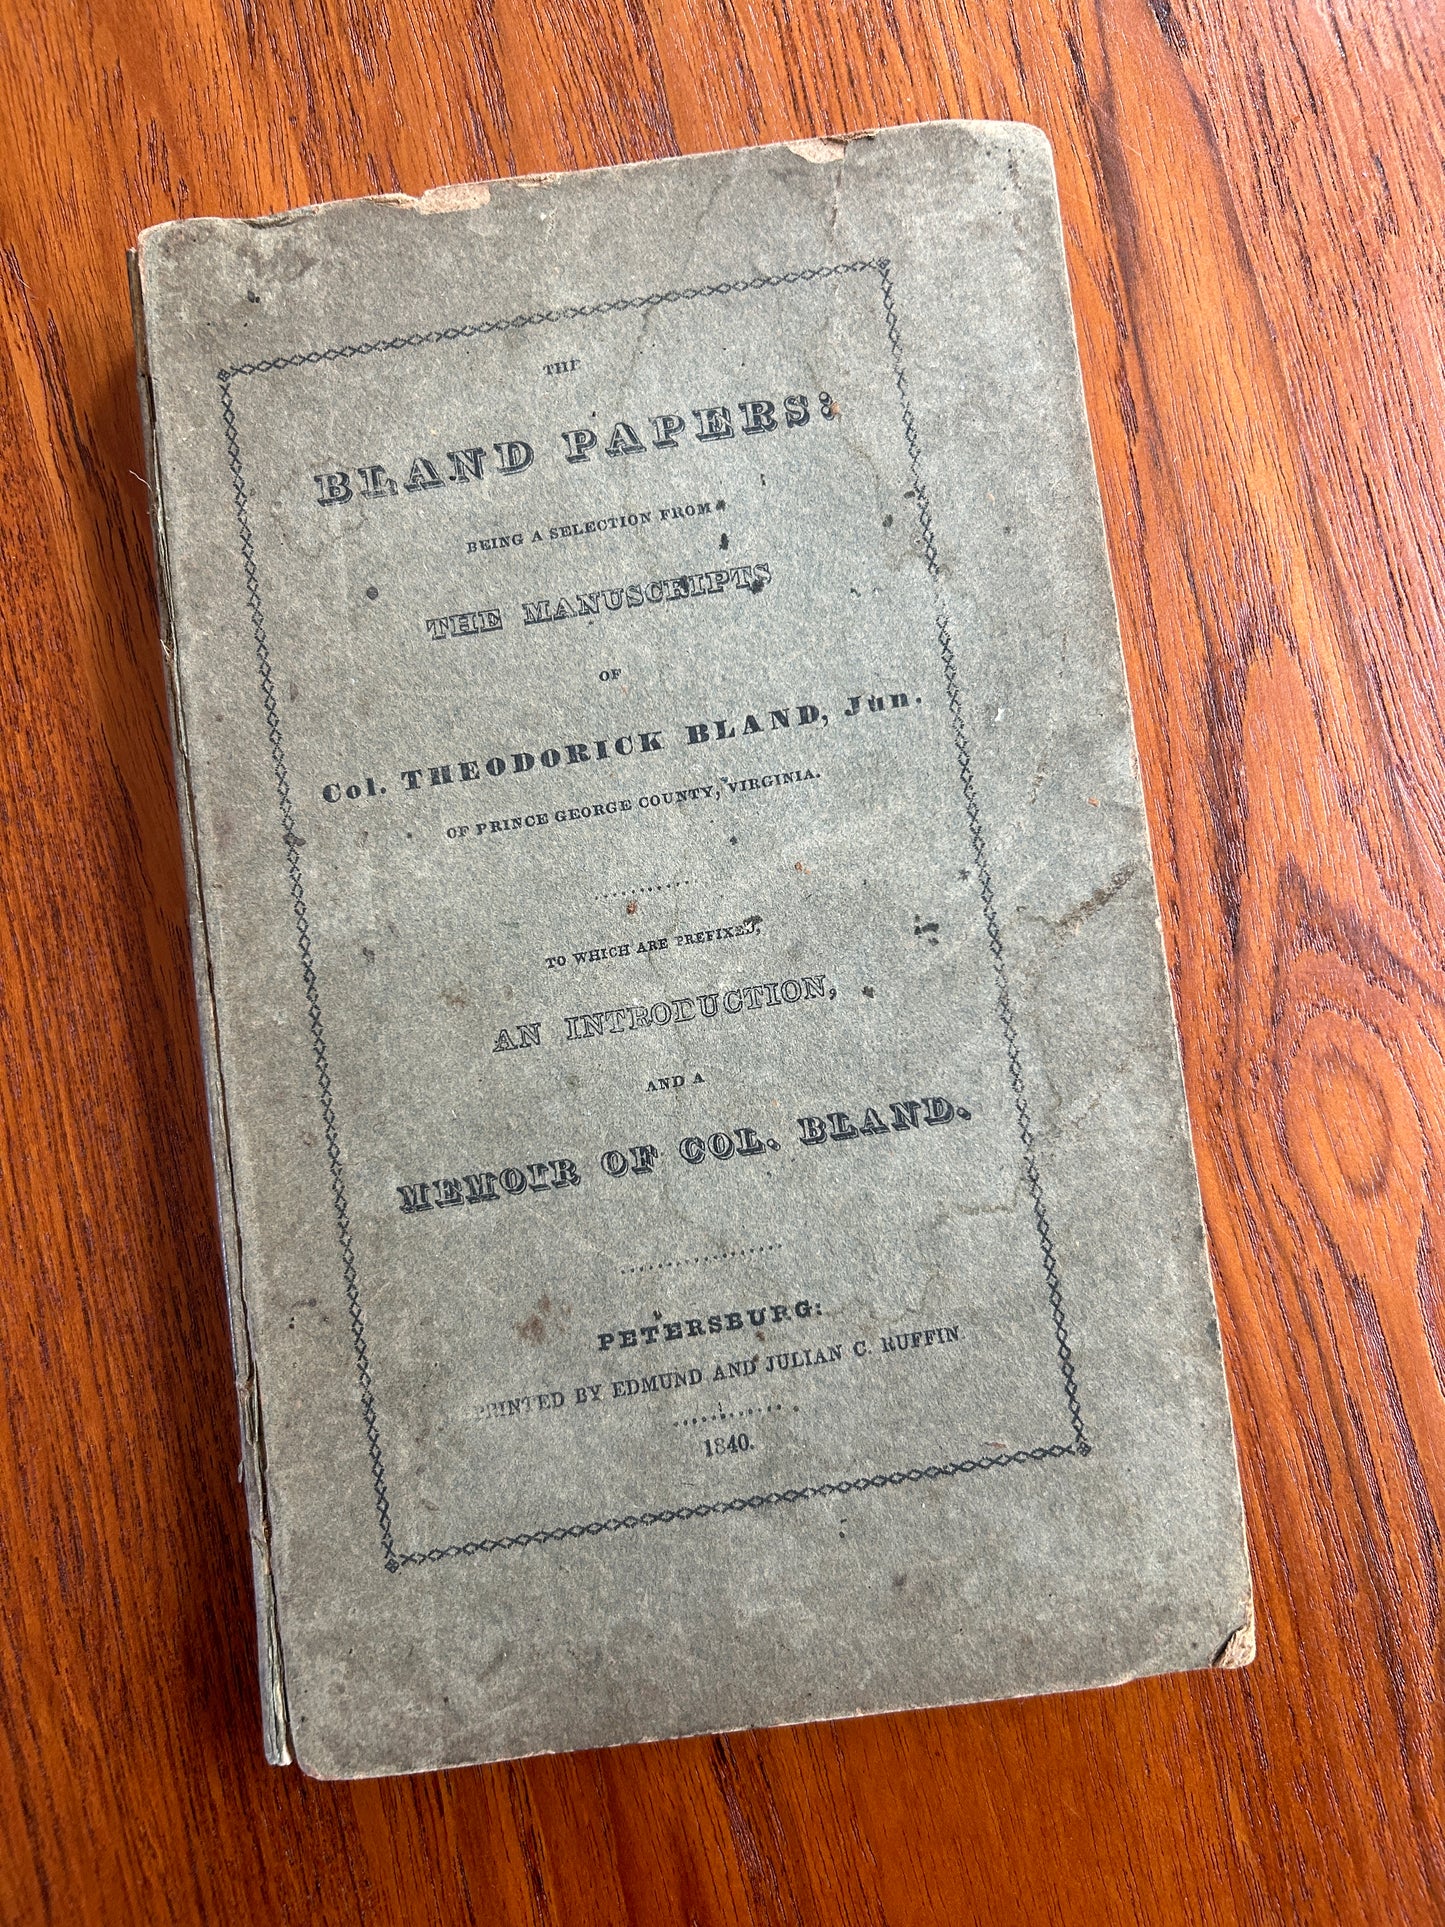 THE
BLAND PAPERS:
BEING A SELECTION FROM
THE MANUSCRIPTS
OF
Col. THEODORICK BLAND, Jun.
OF PRINCE GEORGE COUNTY, VIRGINIA.
TO WHICH ARE PREFIXED,
AN INTRODUCTION,
AND A
MEMOIR OF COL. BLAND.
PETERSBURG:
PRINTED BY EDMUND AND JULIAN C. RUFFIN
1840.